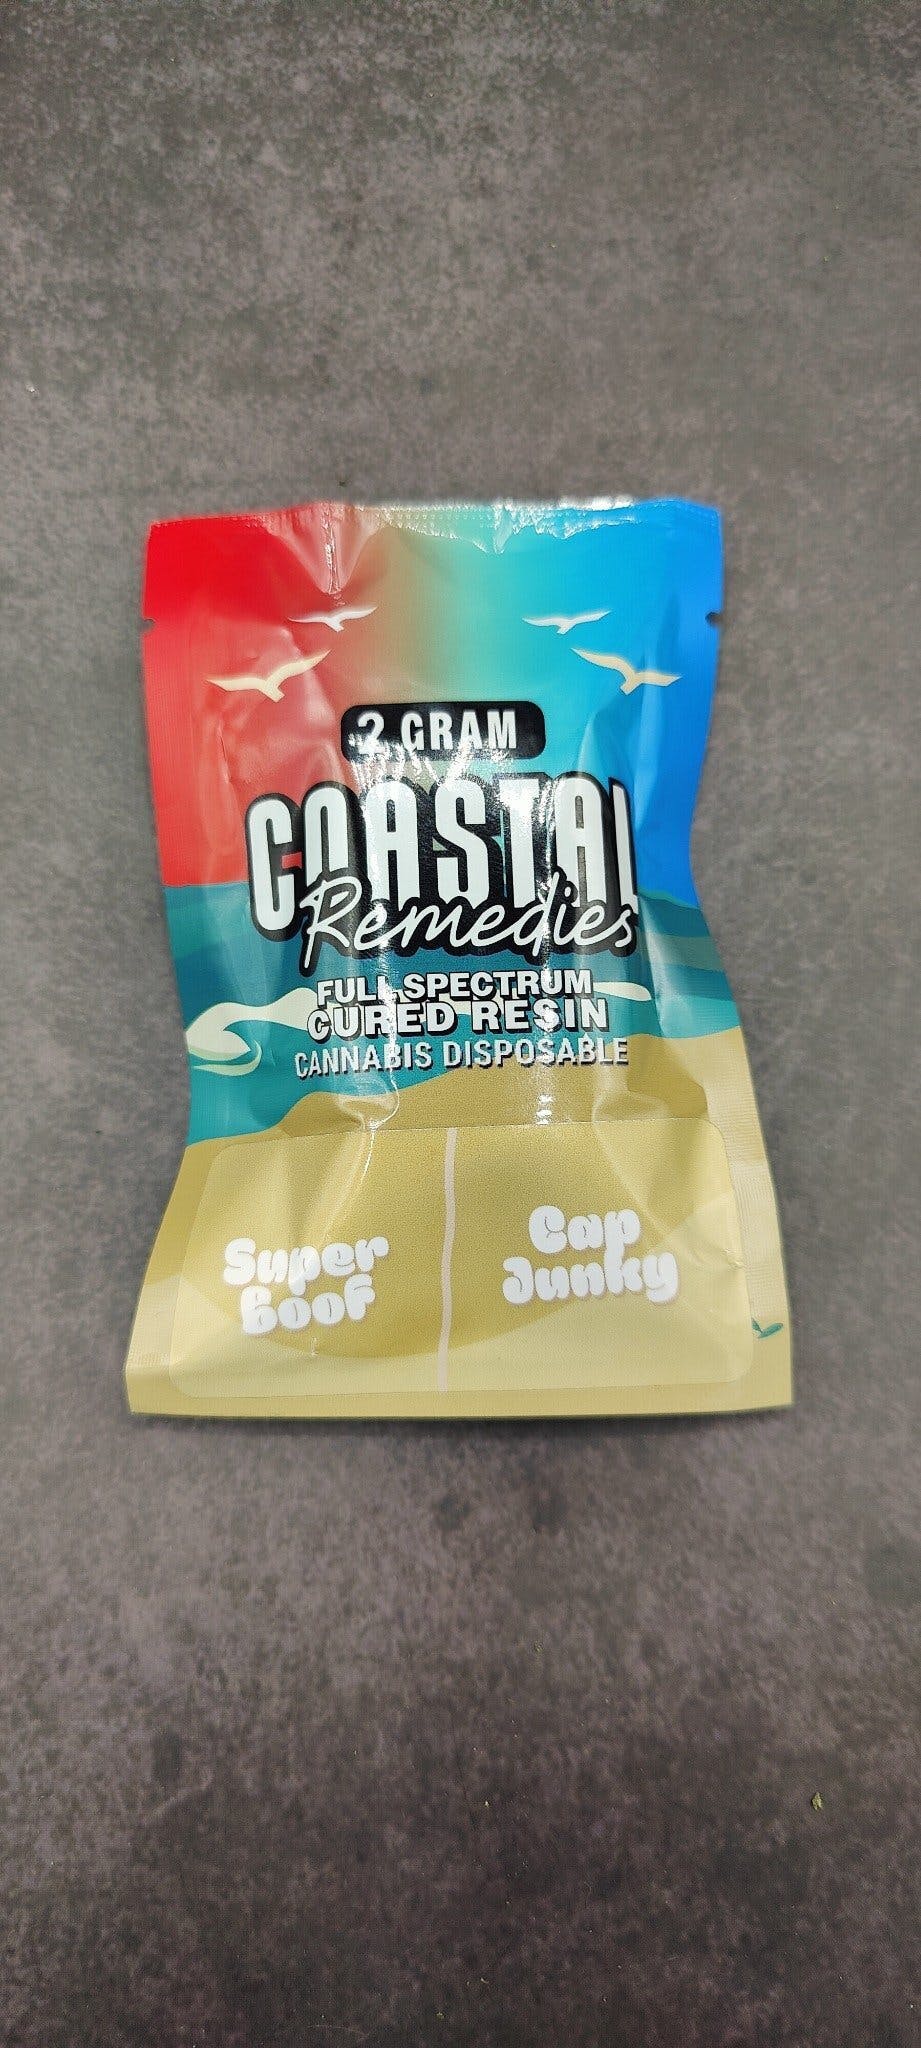 2 GRAM
COASTAL
Remedies
FULL SPECTRUM
CURED RESIN
CANNABIS DISPOSABLE
Super
Boof
Cap
Junky